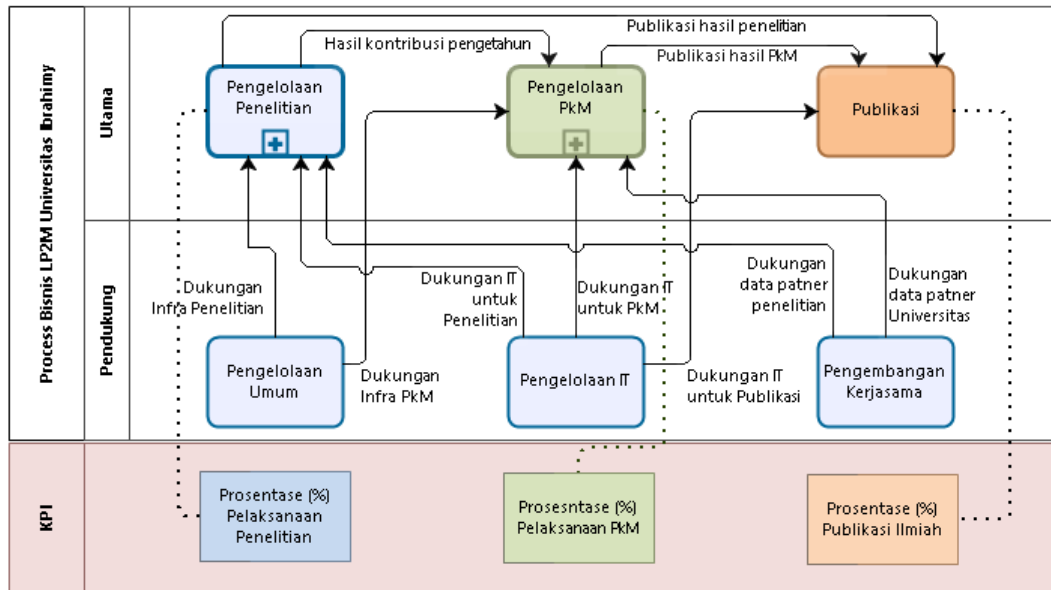 Process Bisnis LP2M Universitas Ibrahimy
Utama
Publikasi hasil penelitian
Hasil kontribusi pengetahun
Publikasi hasil PkM
Pengelolaan
Penelitian
Pengelolaan
PkM
Publikasi
Pendukung
Dukungan
Infra Penelitian
Dukungan IT
untuk
Penelitian
Dukungan IT
untuk PkM
Dukungan
data patner
penelitian
Dukungan
data patner
Universitas
Pengelolaan
Umum
Dukungan
Infra PkM
Pengelolaan IT
Dukungan IT
untuk Publikasi
Pengembangan
Kerjasama
KPI
Prosentase (%)
Pelaksanaan
Penelitian
Prosesntase (%)
Pelaksanaan PkM
Prosentase (%)
Publikasi Ilmiah